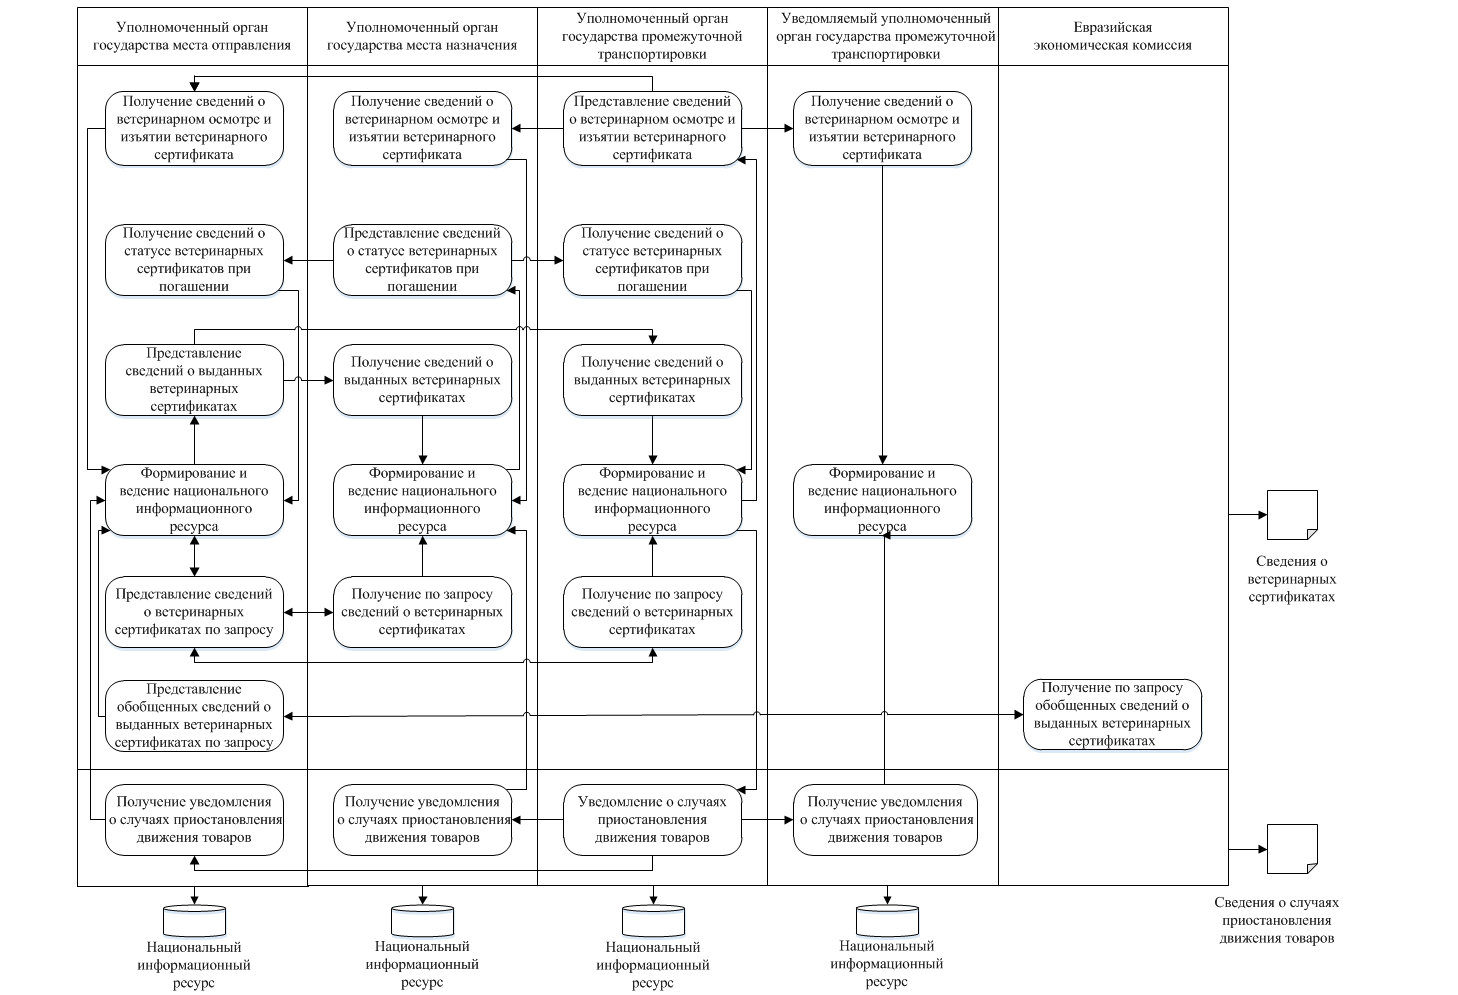 Уполномоченный орган
государства места отправления
Уполномоченный орган
государства места назначения
Уполномоченный орган
государства промежуточной
транспортировки
Уведомляемый уполномоченный
орган государства промежуточной
транспортировки
Евразийская
экономическая комиссия
Получение сведений о
ветеринарном осмотре и
изъятии ветеринарного
сертификата
Получение сведений о
ветеринарном осмотре и
изъятии ветеринарного
сертификата
Представление сведений
о ветеринарном осмотре и
изъятии ветеринарного
сертификата
Получение сведений о
ветеринарном осмотре и
изъятии ветеринарного
сертификата
Получение сведений о
статусе ветеринарных
сертификатов при
погашении
Представление сведений
о статусе ветеринарных
сертификатов при
погашении
Получение сведений о
статусе ветеринарных
сертификатов при
погашении
Представление
сведений о выданных
ветеринарных
сертификатах
Получение сведений о
выданных ветеринарных
сертификатах
Получение сведений о
выданных ветеринарных
сертификатах
Формирование и
ведение национального
информационного
ресурса
Формирование и
ведение национального
информационного
ресурса
Формирование и
ведение национального
информационного
ресурса
Формирование и
ведение национального
информационного
ресурса
Сведения о
ветеринарных
сертификатах
Представление сведений
о ветеринарных
сертификатах по запросу
Получение по запросу
сведений о ветеринарных
сертификатах
Получение по запросу
сведений о ветеринарных
сертификатах
Представление
обобщенных сведений о
выданных ветеринарных
сертификатах по запросу
Получение по запросу
обобщенных сведений о
выданных ветеринарных
сертификатах
Получение уведомления
о случаях приостановления
движения товаров
Получение уведомления
о случаях приостановления
движения товаров
Уведомление о случаях
приостановления
движения товаров
Получение уведомления
о случаях приостановления
движения товаров
Сведения о случаях
приостановления
движения товаров
Национальный
информационный
ресурс
Национальный
информационный
ресурс
Национальный
информационный
ресурс
Национальный
информационный
ресурс